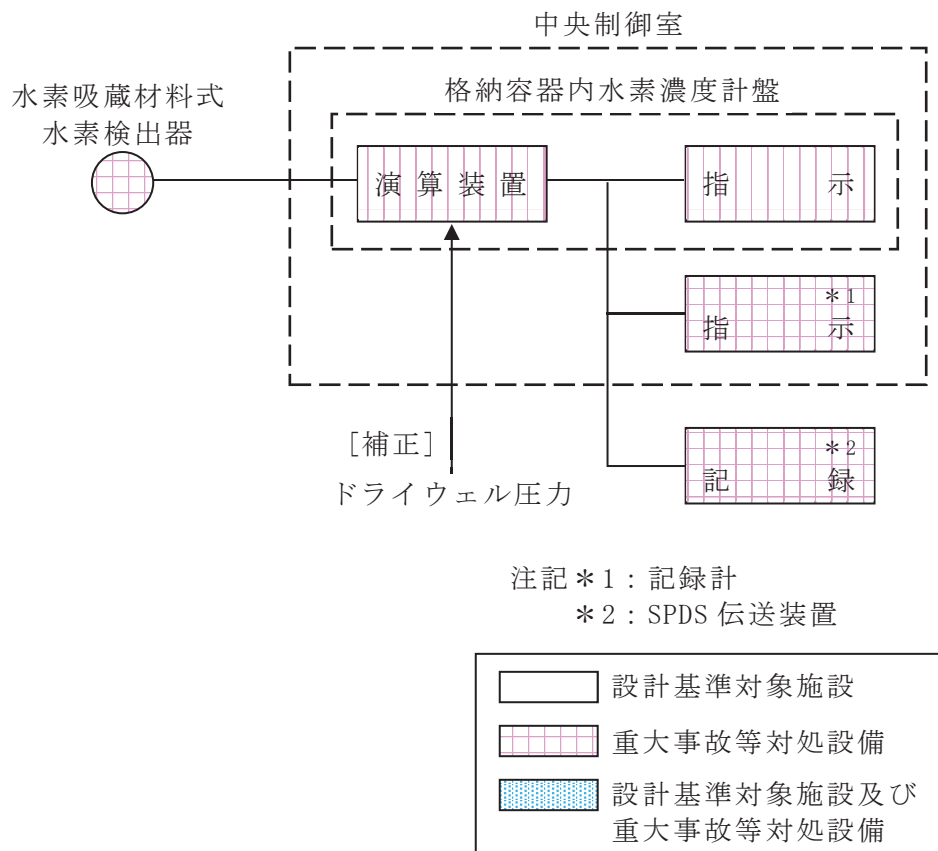 中央制御室
格納容器内水素濃度計盤
水素吸蔵材料式
水素検出器
演算装置
指示
＊1
指示
＊2
記録
［補正］
ドライウェル圧力
注記＊1：記録計
＊2：SPDS 伝送装置
設計基準対象施設
重大事故等対処設備
設計基準対象施設及び
重大事故等対処設備